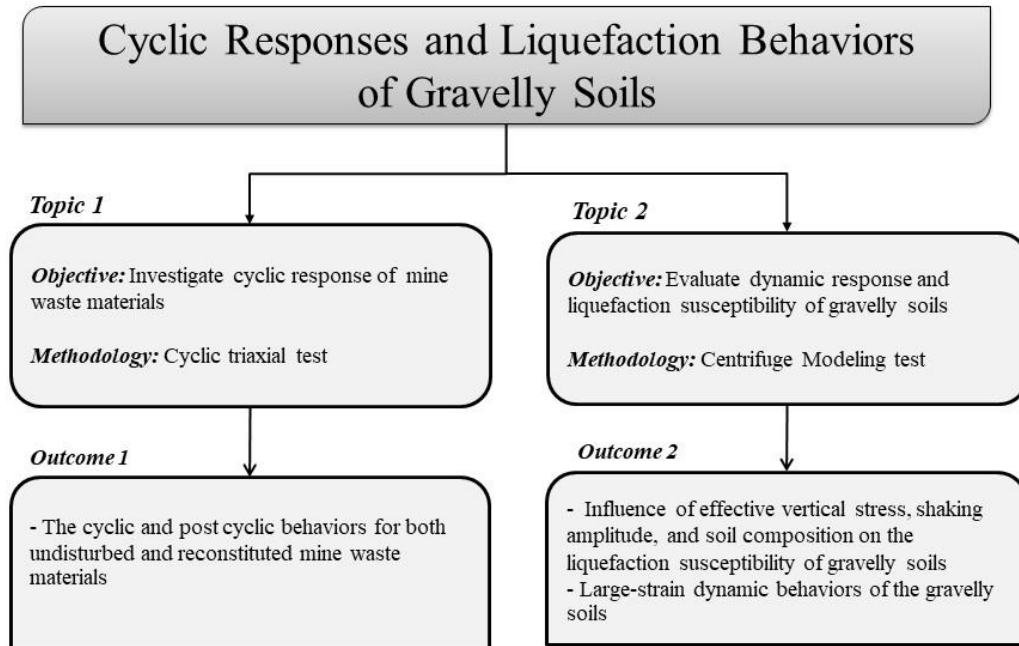 Cyclic Responses and Liquefaction Behaviors
of Gravelly Soils
Topic 1
Objective: Investigate cyclic response of mine
waste materials
Methodology: Cyclic triaxial test
Outcome 1
- The cyclic and post cyclic behaviors for both
undisturbed and reconstituted mine waste
materials
Topic 2
Objective: Evaluate dynamic response and
liquefaction susceptibility of gravelly soils
Methodology: Centrifuge Modeling test
Outcome 2
- Influence of effective vertical stress, shaking
amplitude, and soil composition on the
liquefaction susceptibility of gravelly soils
- Large-strain dynamic behaviors of the gravelly
soils